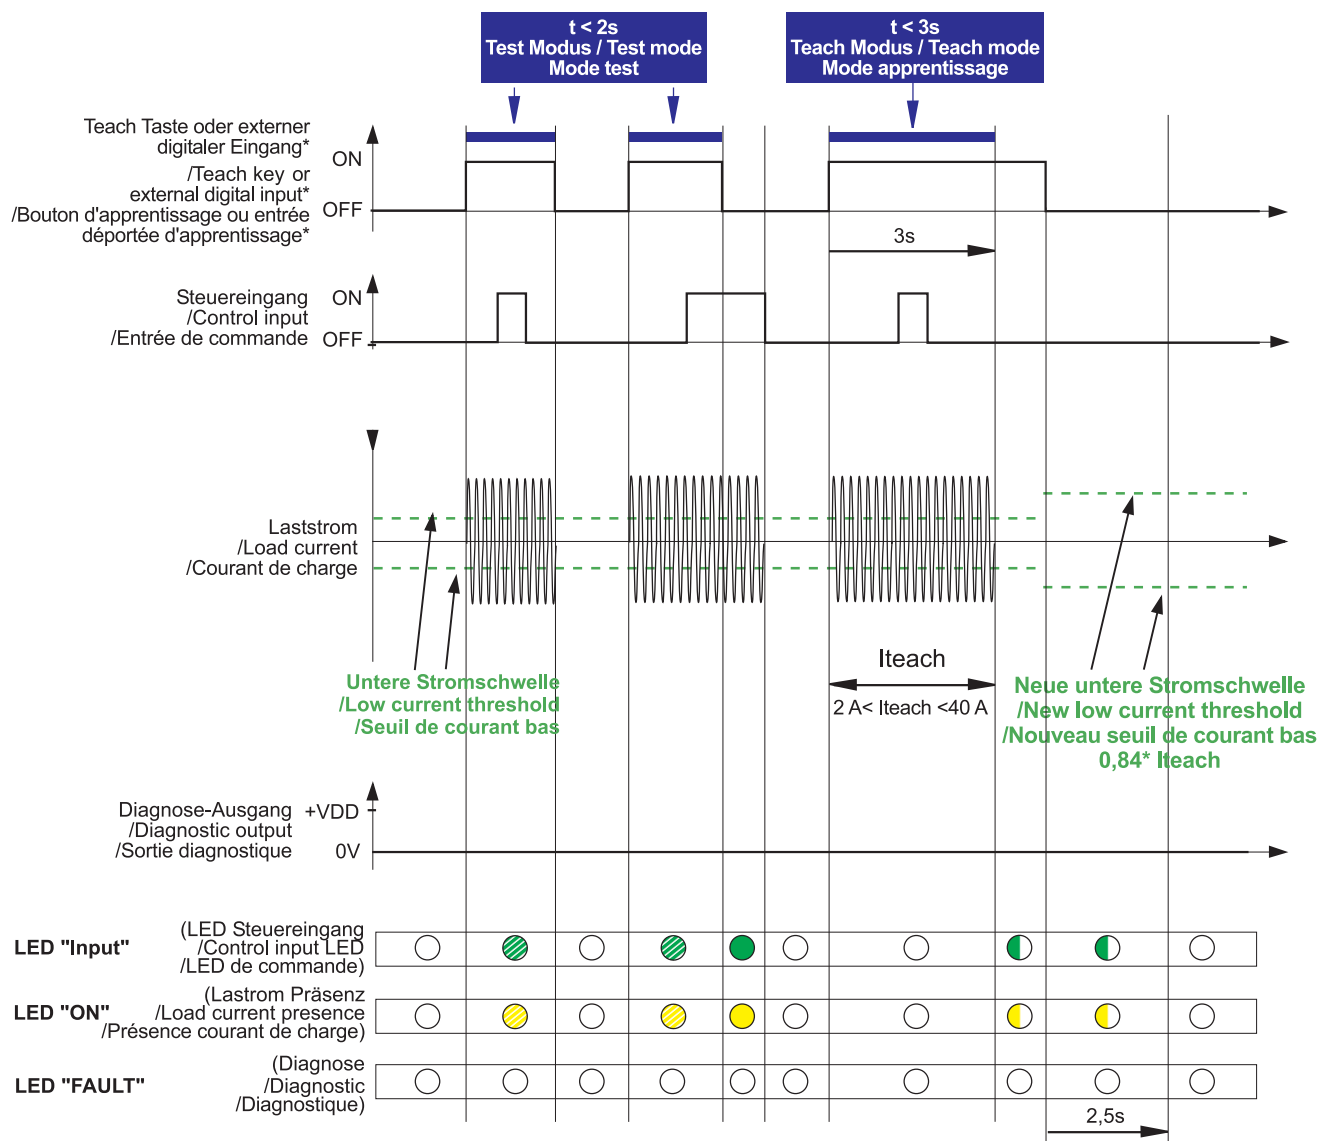 t < 2s
Test Modus / Test mode
Mode test
t < 3s
Teach Modus / Teach mode
Mode apprentissage
Teach Taste oder externer
digitaler Eingang*
/Teach key or
external digital input*
/Bouton d'apprentissage ou entrée
déportée d'apprentissage*
ON
OFF
3s
Steuereingang
/Control input
/Entrée de commande
ON
OFF
Laststrom
/Load current
/Courant de charge
Untere Stromschwelle
/Low current threshold
/Seuil de courant bas
Iteach
2 A< Iteach <40 A
Neue untere Stromschwelle
/New low current threshold
/Nouveau seuil de courant bas
0,84* Iteach
Diagnose-Ausgang
/Diagnostic output
/Sortie diagnostique
+VDD
0V
LED "Input"
(LED Steuereingang
/Control input LED
/LED de commande)
LED "ON"
(Lastrom Präsenz
/Load current presence
/Présence courant de charge)
LED "FAULT"
(Diagnose
/Diagnostic
/Diagnostique)
2,5s